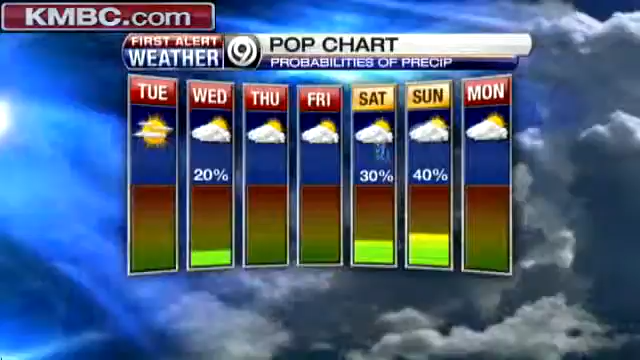 KMBC.com
FIRST ALERT
WEATHER
9
POP CHART
PROBABILITIES OF PRECIP
TUE WED THU FRI SAT SUN MON
20% 30% 40%